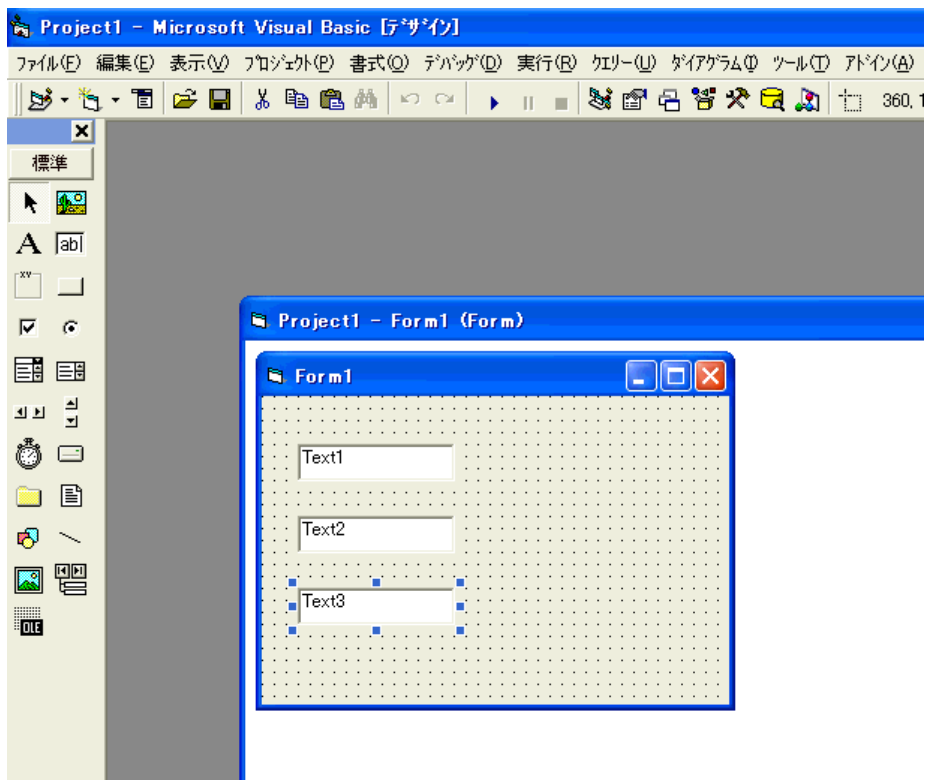 Project1 - Microsoft Visual Basic [ﾃﾞｻﾞｲﾝ]
ﾌｧｲﾙ(F) 編集(E) 表示(V) ﾌﾟﾛｼﾞｪｸﾄ(P) 書式(O) ﾃﾞﾊﾞｯｸﾞ(D) 実行(R) ｸｴﾘｰ(U) ﾀﾞｲｱｸﾞﾗﾑ(I) ﾂｰﾙ(T) ｱﾄﾞｲﾝ(A)
360, 1
標準
A ab
XY
Project1 - Form1 (Form)
Form1
Text1
Text2
Text3
OLE